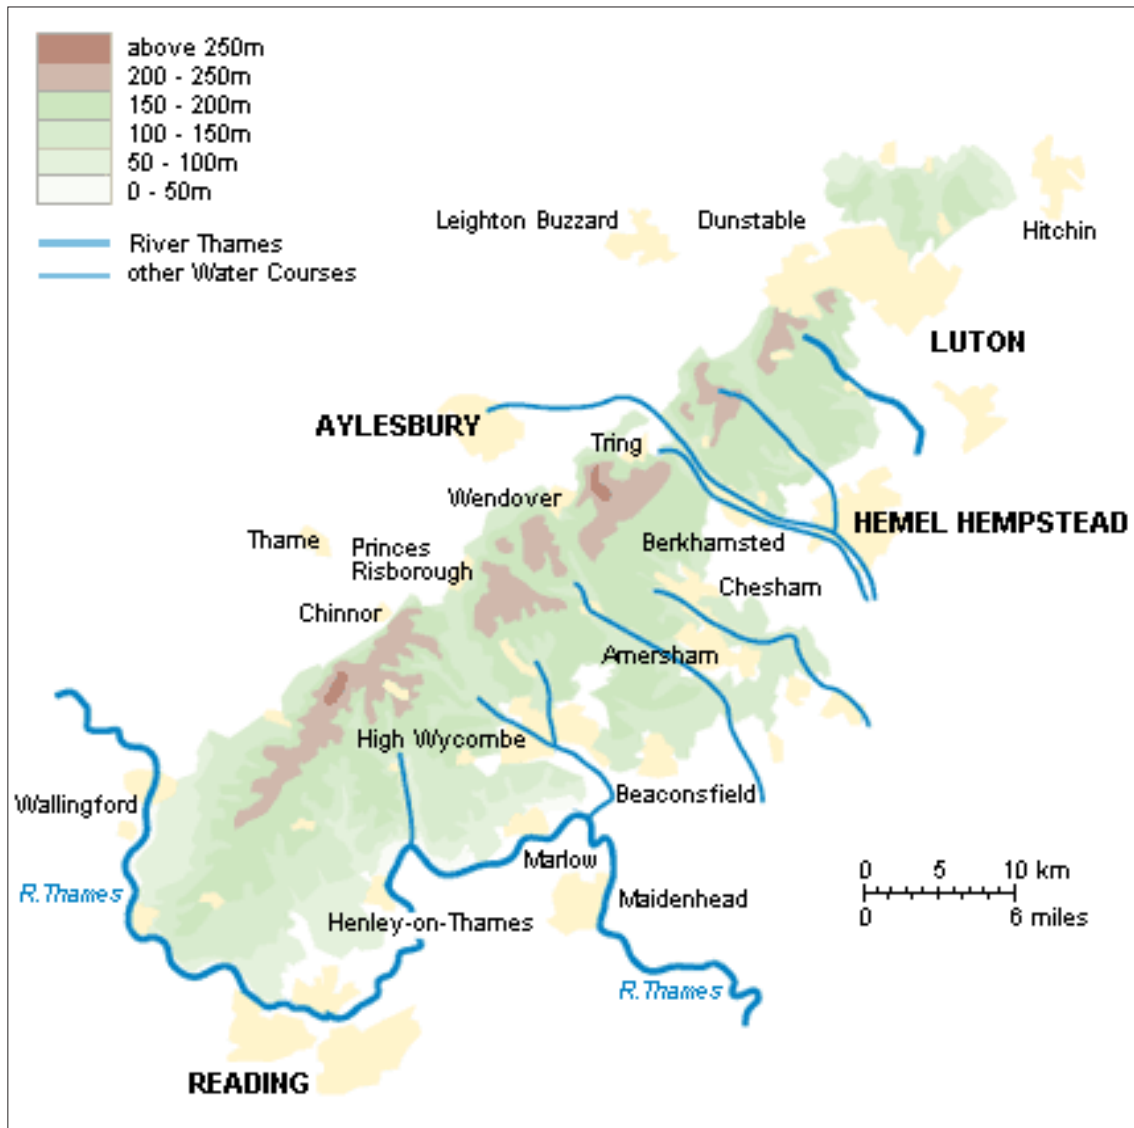 above 250m
200 - 250m
150 - 200m
100 - 150m
50 - 100m
0 - 50m
River Thames
other Water Courses
Leighton Buzzard
Dunstable
Hitchin
LUTON
AYLESBURY
Tring
Wendover
HEMEL HEMPSTEAD
Thame
Princes
Risborough
Berkhamsted
Chesham
Chinnor
Amersham
High Wycombe
Wallingford
Beaconsfield
Marlow
0 5 10 km
0 6 miles
R.Thames
Maidenhead
Henley-on-Thames
R.Thames
READING